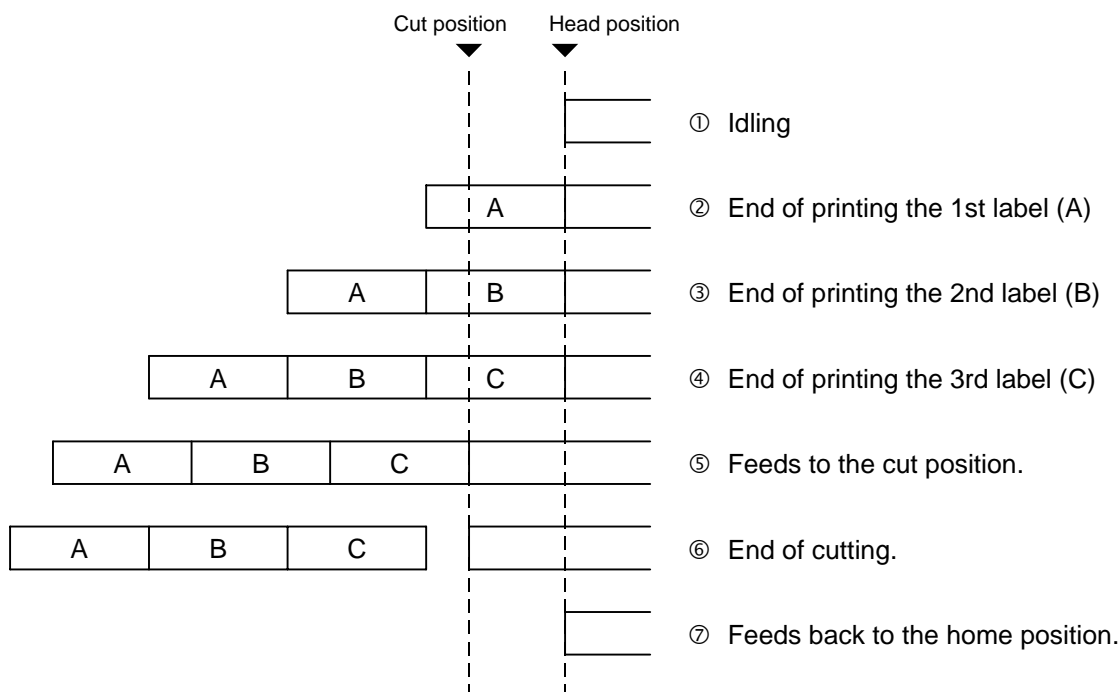 Cut position Head position
① Idling
A ② End of printing the 1st label (A)
A B ③ End of printing the 2nd label (B)
A B C ④ End of printing the 3rd label (C)
A B C ⑤ Feeds to the cut position.
A B C ⑥ End of cutting.
⑦ Feeds back to the home position.